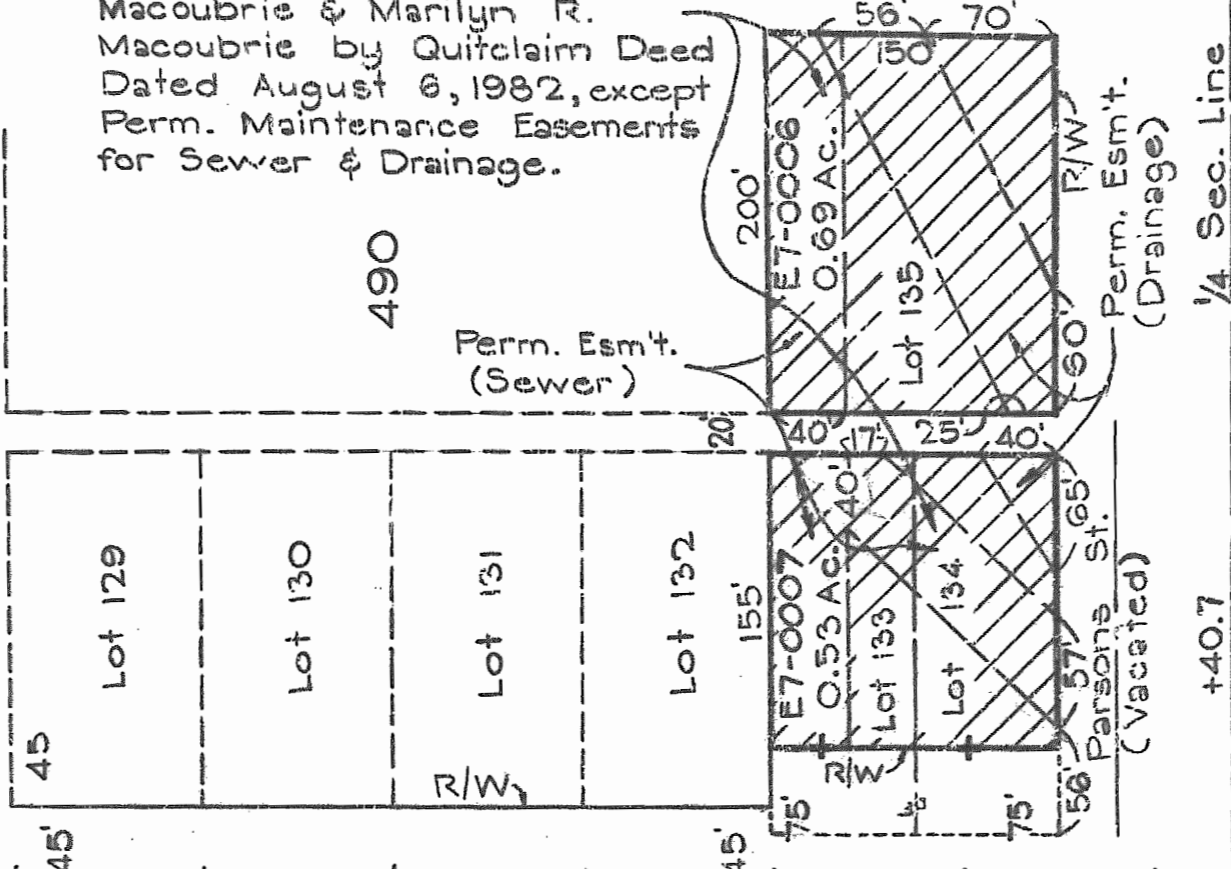 Macoubrie & Marilyn R.
Macoubrie by Quitclaim Deed
Dated August 6, 1982, except
Perm. Maintenance Easements
for Sewer & Drainage.
490
Perm. Esm't.
(Sewer)
56' 70'
150'
200'
E7-0006
0.69 Ac.
Lot 135
R/W
Perm. Esm't.
(Drainage)
1/4 Sec. Line
60'
20'
40' 17' 25' 40'
40'
65'
Lot 129
Lot 130
Lot 131
Lot 132
155'
E7-0007
0.53 Ac.
Lot 133
Lot 134
57'
Parsons St.
(Vacated)
+40.7
45
R/W
R/W
75'
75'
56'
45'
45'